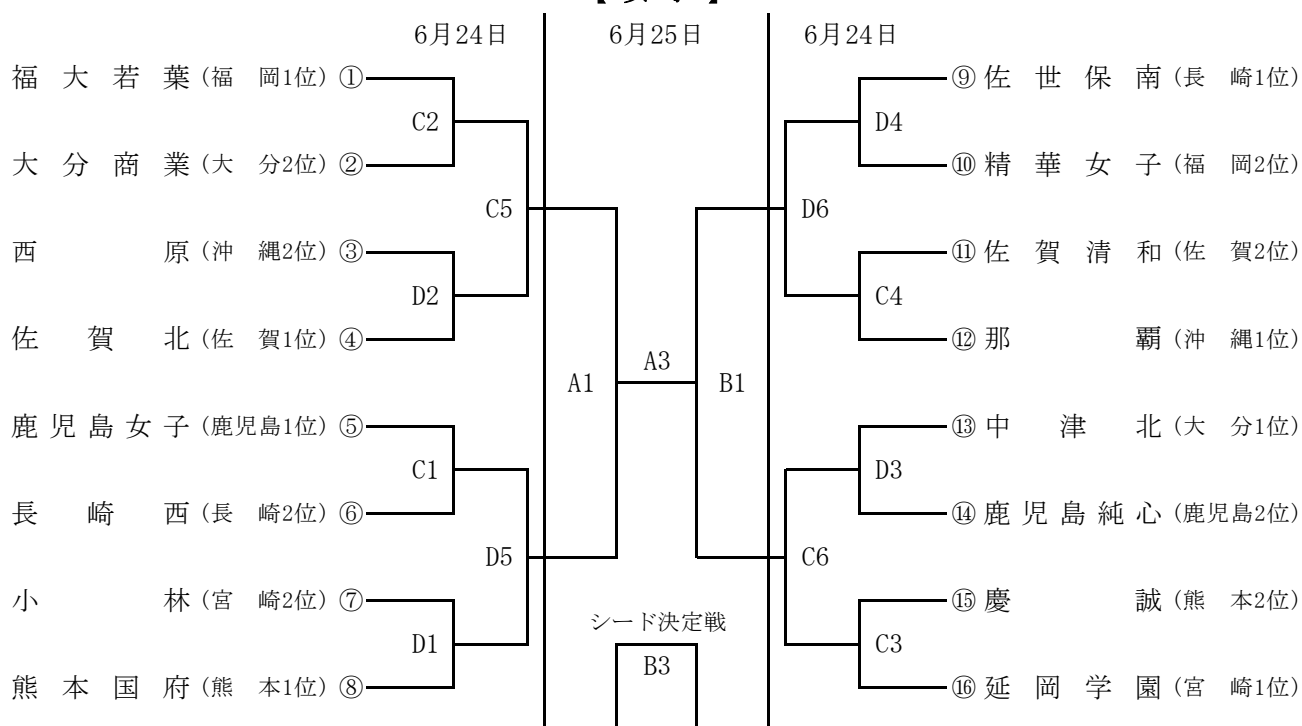 6月24日 6月25日 6月24日
福大若葉(福岡1位)① ⑨佐世保南(長崎1位)
C2 D4
大分商業(大分2位)② ⑩精華女子(福岡2位)
C5 D6
西原(沖縄2位)③ ⑪佐賀清和(佐賀2位)
D2 C4
佐賀北(佐賀1位)④ ⑫那覇(沖縄1位)
A3
A1 B1
鹿児島女子(鹿児島1位)⑤ ⑬中津北(大分1位)
C1 D3
長崎西(長崎2位)⑥ ⑭鹿児島純心(鹿児島2位)
D5 C6
小林(宮崎2位)⑦ ⑮慶誠(熊本2位)
シード決定戦
D1 C3
B3
熊本国府(熊本1位)⑧ ⑯延岡学園(宮崎1位)